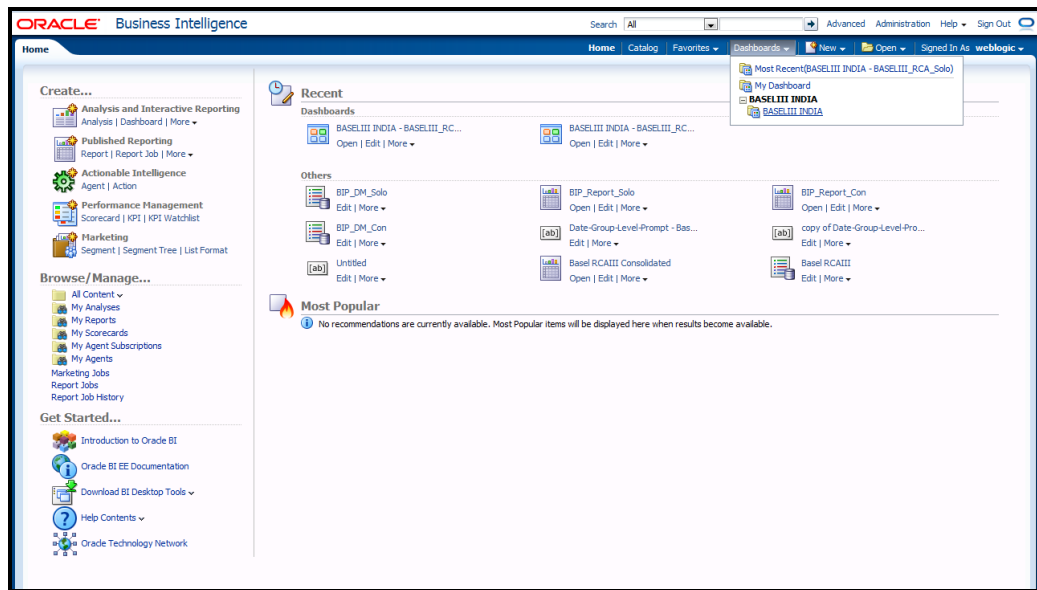 ORACLE Business Intelligence
Search All Advanced Administration Help Sign Out
Home
Home Catalog Favorites Dashboards New Open Signed In As weblogic
Most Recent(BASELIII INDIA - BASELIII_RCA_Solo)
My Dashboard
BASELIII INDIA
BASELIII INDIA
Create...
Analysis and Interactive Reporting
Analysis | Dashboard | More
Published Reporting
Report | Report Job | More
Actionable Intelligence
Agent | Action
Performance Management
Scorecard | KPI | KPI Watchlist
Marketing
Segment | Segment Tree | List Format
Browse/Manage...
All Content
My Analyses
My Reports
My Scorecards
My Agent Subscriptions
My Agents
Marketing Jobs
Report Jobs
Report Job History
Get Started...
Introduction to Oracle BI
Oracle BI EE Documentation
Download BI Desktop Tools
Help Contents
Oracle Technology Network
Recent
Dashboards
BASELIII INDIA - BASELIII_RC... BASELIII INDIA - BASELIII_RC...
Open | Edit | More Open | Edit | More
Others
BIP_DM_Solo BIP_Report_Solo BIP_Report_Con
Edit | More Open | Edit | More Open | Edit | More
BIP_DM_Con Date-Group-Level-Prompt - Bas... copy of Date-Group-Level-Pro...
Edit | More [ab] Edit | More [ab] Edit | More
[ab] Untitled Basel RCAIII Consolidated Basel RCAIII
Edit | More Open | Edit | More Edit | More
Most Popular
No recommendations are currently available. Most Popular items will be displayed here when results become available.